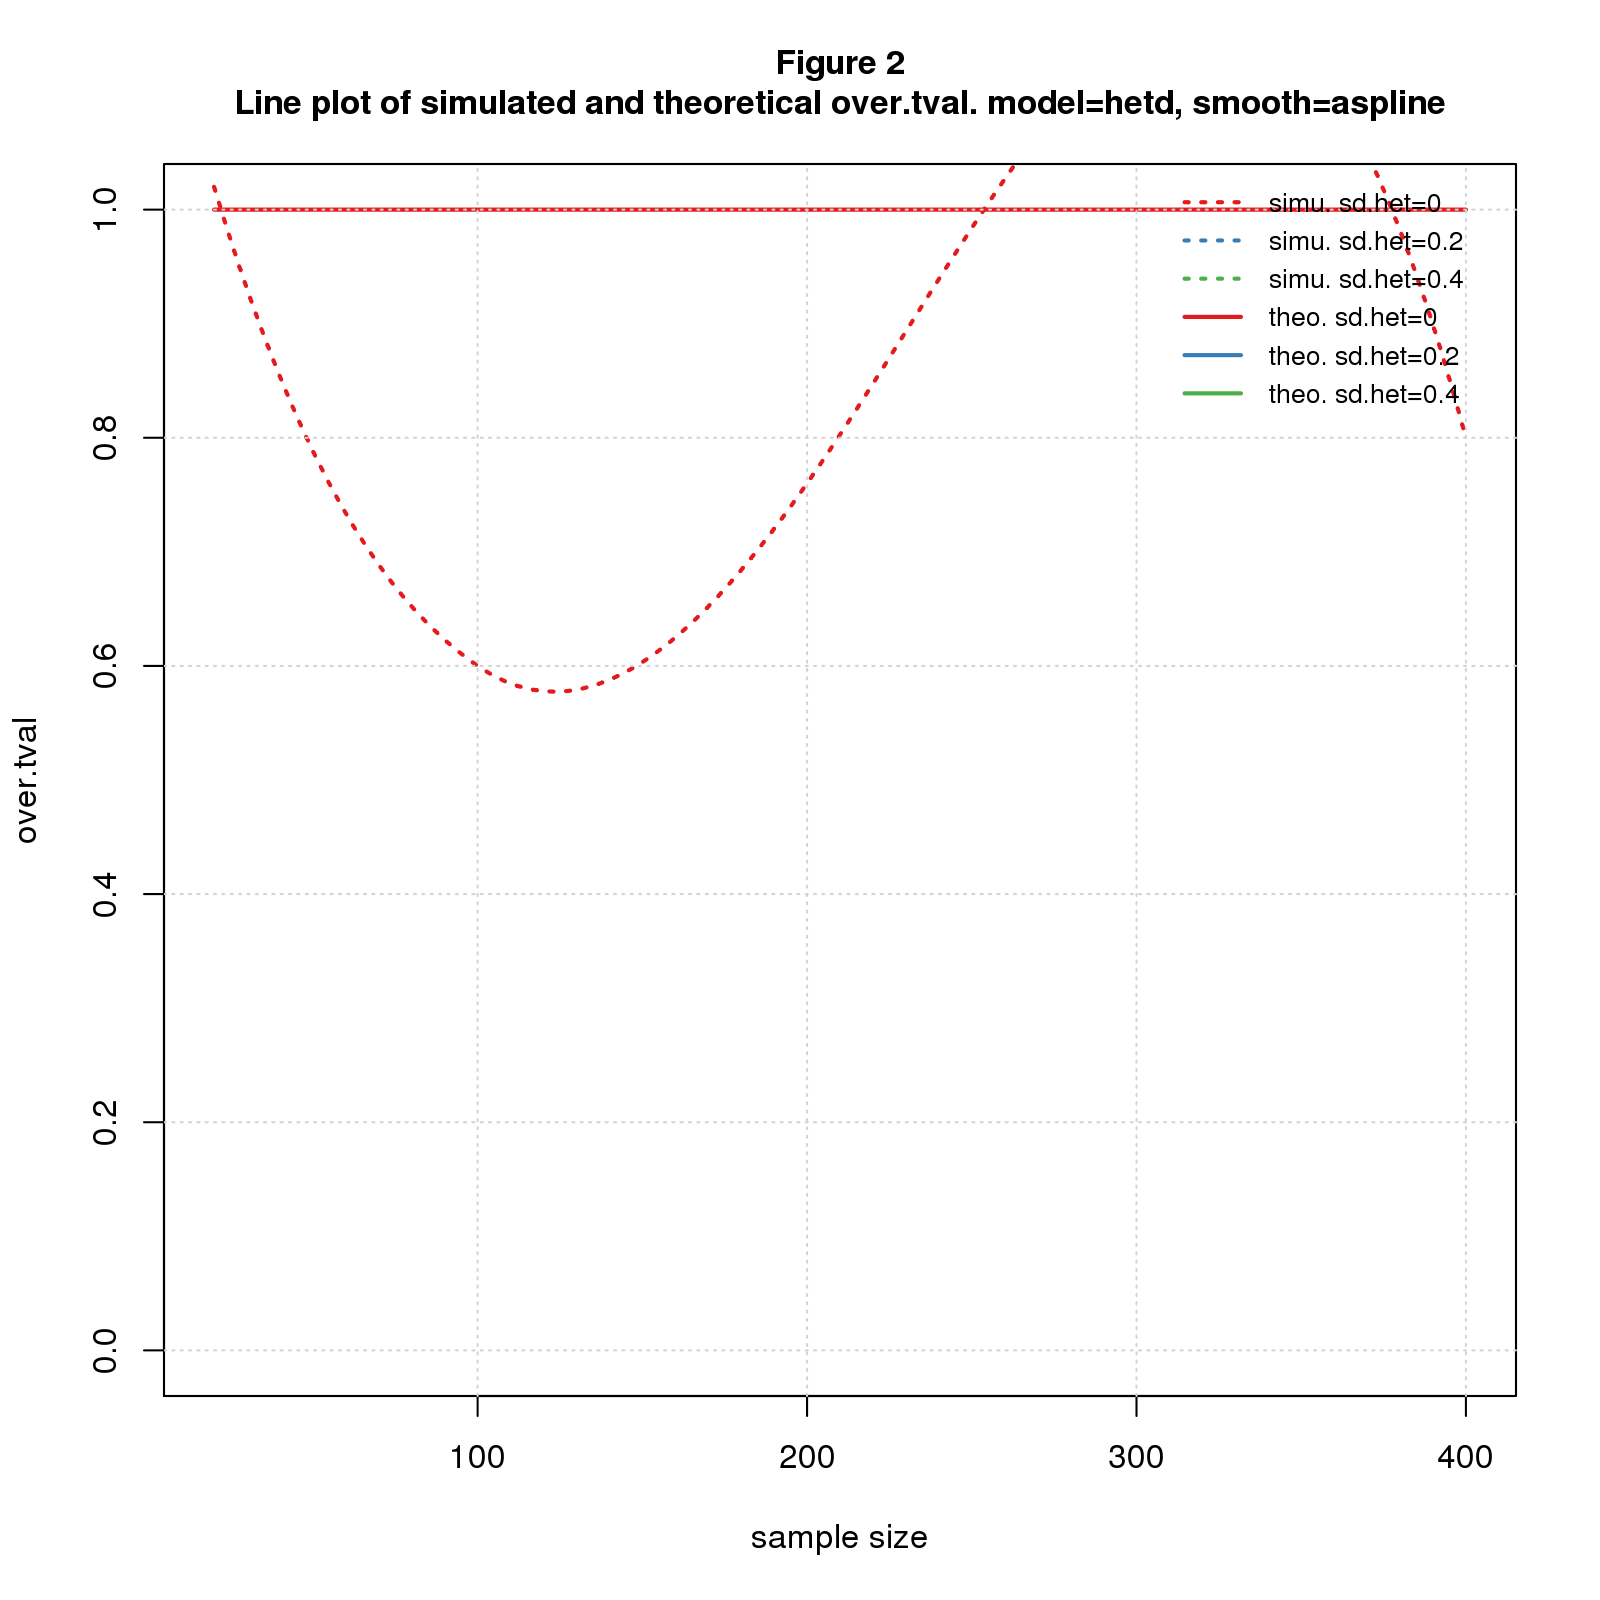 Figure 2
Line plot of simulated and theoretical over.tval. model=hetd, smooth=aspline
simu. sd.het=0
simu. sd.het=0.2
simu. sd.het=0.4
theo. sd.het=0
theo. sd.het=0.2
theo. sd.het=0.4
over.tval
1.0
0.8
0.6
0.4
0.2
0.0
100 200 300 400
sample size